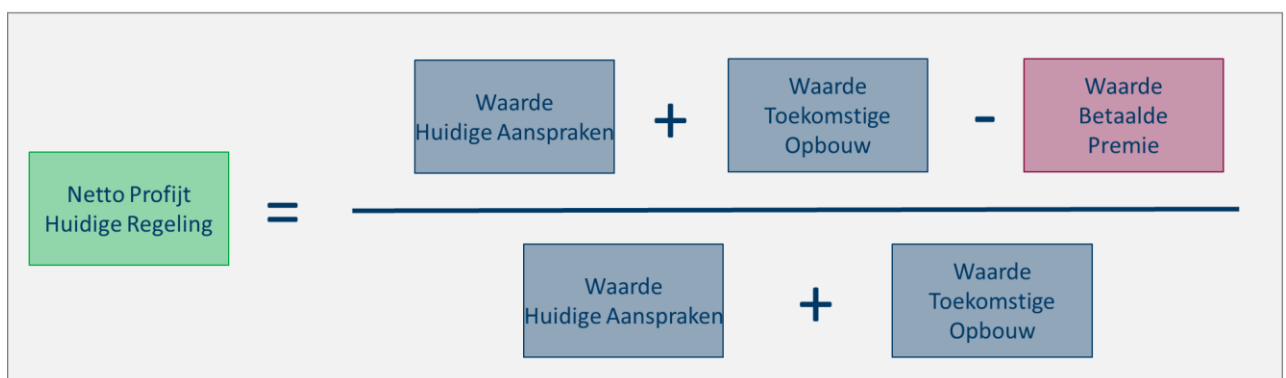 Netto Profijt
Huidige Regeling
=
Waarde
Huidige Aanspraken
+
Waarde
Toekomstige
Opbouw
-
Waarde
Betaalde
Premie
Waarde
Huidige Aanspraken
+
Waarde
Toekomstige
Opbouw